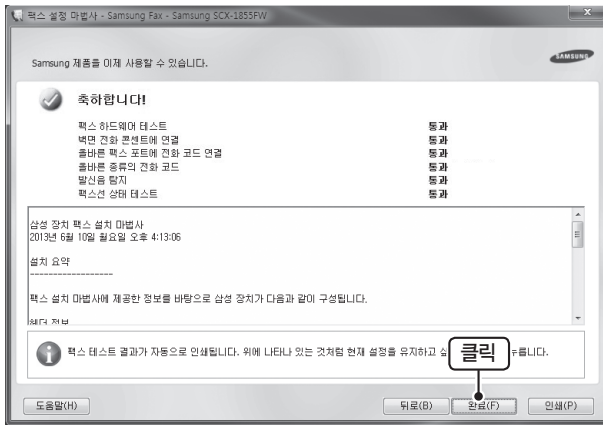 팩스 설정 마법사 - Samsung Fax - Samsung SCX-1855FW
Samsung 제품을 이제 사용할 수 있습니다.
SAMSUNG
축하합니다!
팩스 하드웨어 테스트 통과
벽면 전화 콘센트에 연결 통과
올바른 팩스 포트에 전화 코드 연결 통과
올바른 종류의 전화 코드 통과
발신음 탐지 통과
팩스선 상태 테스트 통과
삼성 장치 팩스 설치 마법사
2013년 6월 10일 월요일 오후 4:13:06
설치 요약
------------------
팩스 설치 마법사에 제공한 정보를 바탕으로 삼성 장치가 다음과 같이 구성됩니다.
헤더 정보
팩스 테스트 결과가 자동으로 인쇄됩니다. 위에 나타나 있는 것처럼 현재 설정을 유지하고 누릅니다.
클릭
도움말(H) 뒤로(B) 완료(F) 인쇄(P)